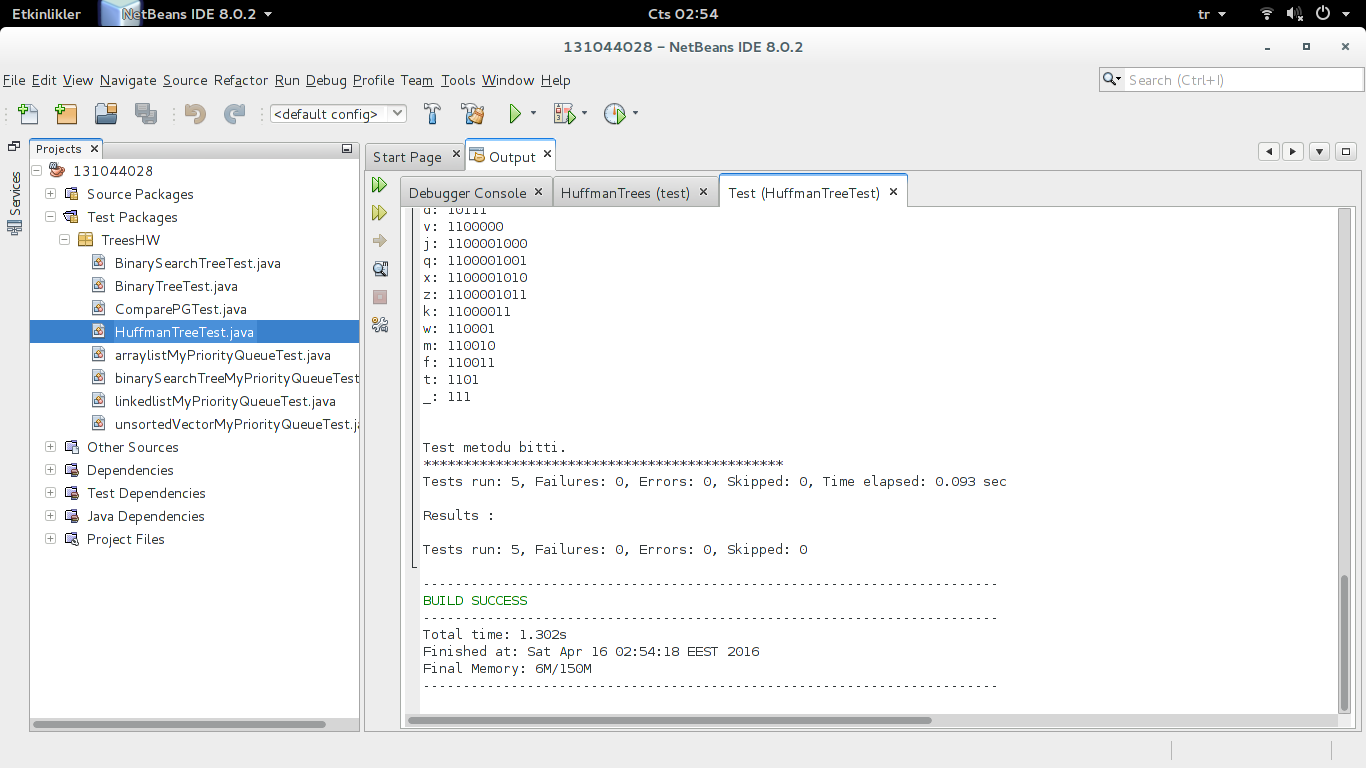 Etkinlikler
NetBeans IDE 8.0.2
Cts 02:54
tr
131044028 – NetBeans IDE 8.0.2
File Edit View Navigate Source Refactor Run Debug Profile Team Tools Window Help
Search (Ctrl+I)
<default config>
Projects
Services
131044028
Source Packages
Test Packages
TreesHW
BinarySearchTreeTest.java
BinaryTreeTest.java
ComparePGTest.java
HuffmanTreeTest.java
arraylistMyPriorityQueueTest.java
binarySearchTreeMyPriorityQueueTest
linkedlistMyPriorityQueueTest.java
unsortedVectorMyPriorityQueueTest.ja
Other Sources
Dependencies
Test Dependencies
Java Dependencies
Project Files
Start Page
Output
Debugger Console
HuffmanTrees (test)
Test (HuffmanTreeTest)
d: 10111
v: 1100000
j: 1100001000
q: 1100001001
x: 1100001010
z: 1100001011
k: 11000011
w: 110001
m: 110010
f: 110011
t: 1101
_: 111
Test metodu bitti.
*********************************************
Tests run: 5, Failures: 0, Errors: 0, Skipped: 0, Time elapsed: 0.093 sec
Results :
Tests run: 5, Failures: 0, Errors: 0, Skipped: 0
------------------------------------------------------------------------
BUILD SUCCESS
------------------------------------------------------------------------
Total time: 1.302s
Finished at: Sat Apr 16 02:54:18 EEST 2016
Final Memory: 6M/150M
------------------------------------------------------------------------